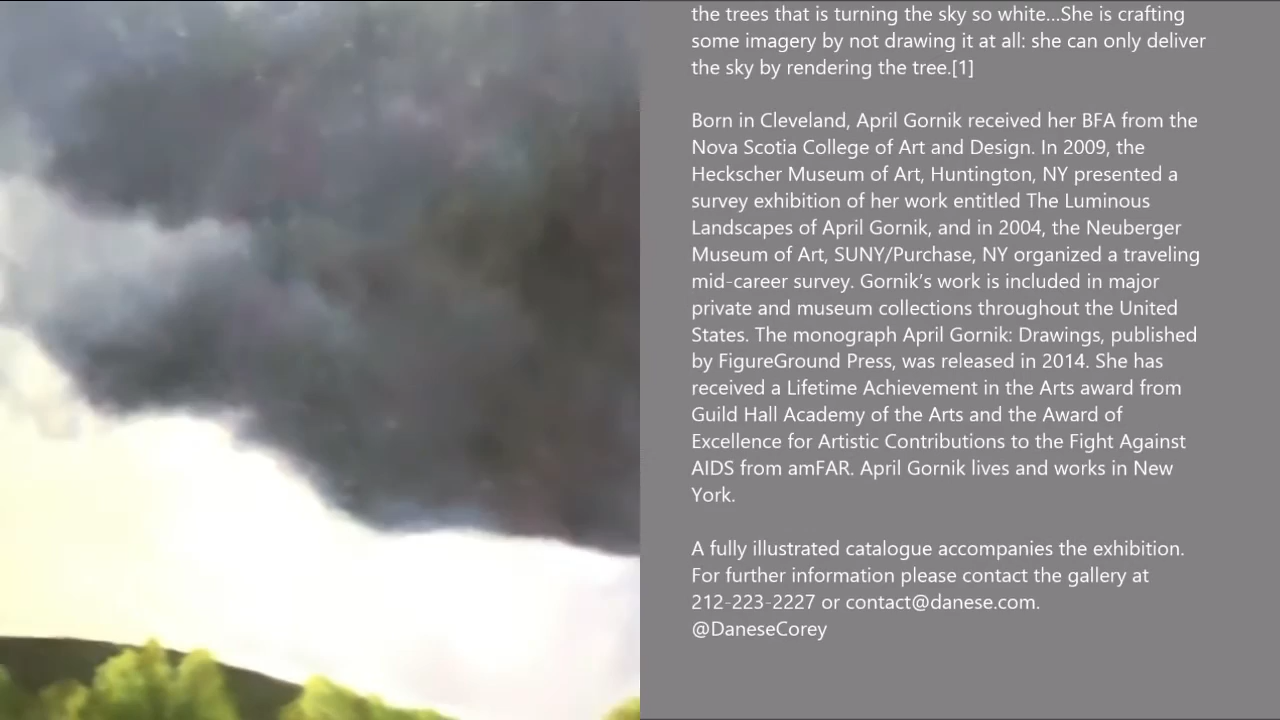 the trees that is turning the sky so white...She is crafting
some imagery by not drawing it at all: she can only deliver
the sky by rendering the tree.[1]
Born in Cleveland, April Gornik received her BFA from the
Nova Scotia College of Art and Design. In 2009, the
Heckscher Museum of Art, Huntington, NY presented a
survey exhibition of her work entitled The Luminous
Landscapes of April Gornik, and in 2004, the Neuberger
Museum of Art, SUNY/Purchase, NY organized a traveling
mid-career survey. Gornik’s work is included in major
private and museum collections throughout the United
States. The monograph April Gornik: Drawings, published
by FigureGround Press, was released in 2014. She has
received a Lifetime Achievement in the Arts award from
Guild Hall Academy of the Arts and the Award of
Excellence for Artistic Contributions to the Fight Against
AIDS from amFAR. April Gornik lives and works in New
York.
A fully illustrated catalogue accompanies the exhibition.
For further information please contact the gallery at
212-223-2227 or contact@danese.com.
@DaneseCorey